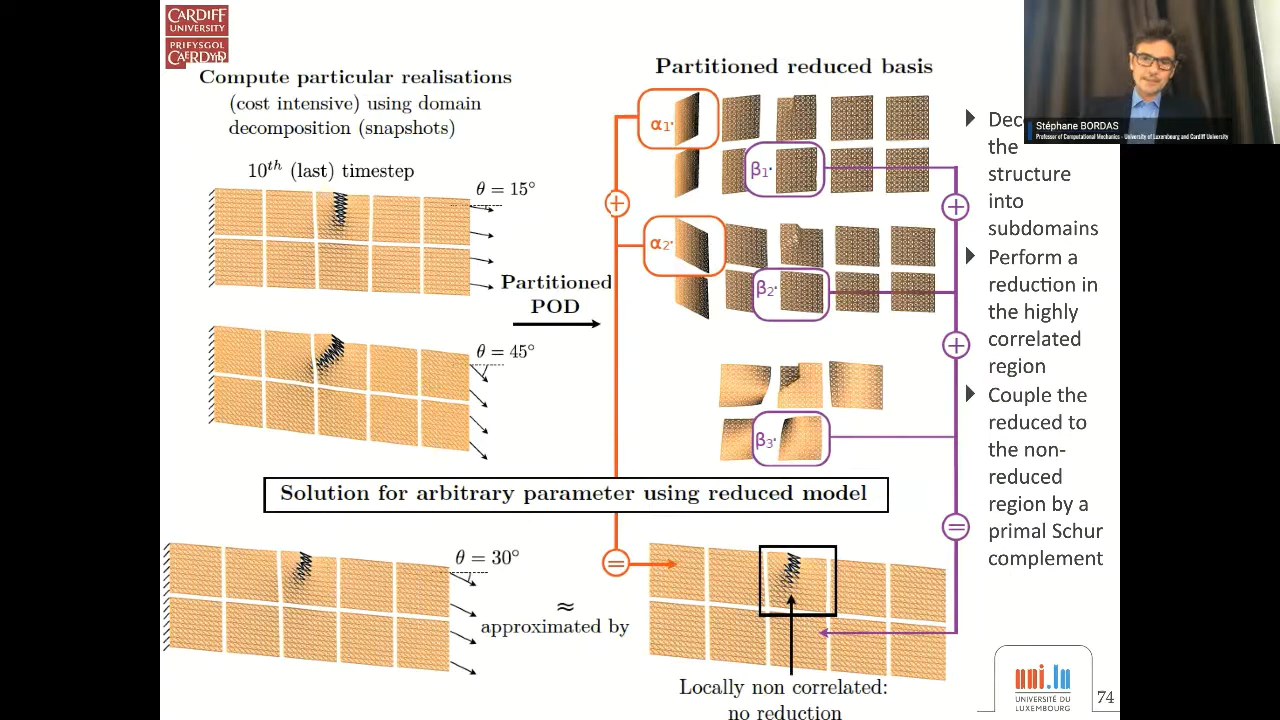 CARDIFF
UNIVERSITY
PRIFYSGOL
CAERDYDD
Compute particular realisations
(cost intensive) using domain
decomposition (snapshots)
10th (last) timestep
θ = 15°
θ = 45°
Partitioned
POD
Partitioned reduced basis
α1·
β1·
+
+
α2·
β2·
+
β3·
Solution for arbitrary parameter using reduced model
θ = 30°
≈
approximated by
=
=
Locally non correlated:
no reduction
Stéphane BORDAS
Professor of Computational Mechanics - University of Luxembourg and Cardiff University
the
structure
into
subdomains
Perform a
reduction in
the highly
correlated
region
Couple the
reduced to
the non-
reduced
region by a
primal Schur
complement
uni.lu
UNIVERSITÉ DU
LUXEMBOURG
74